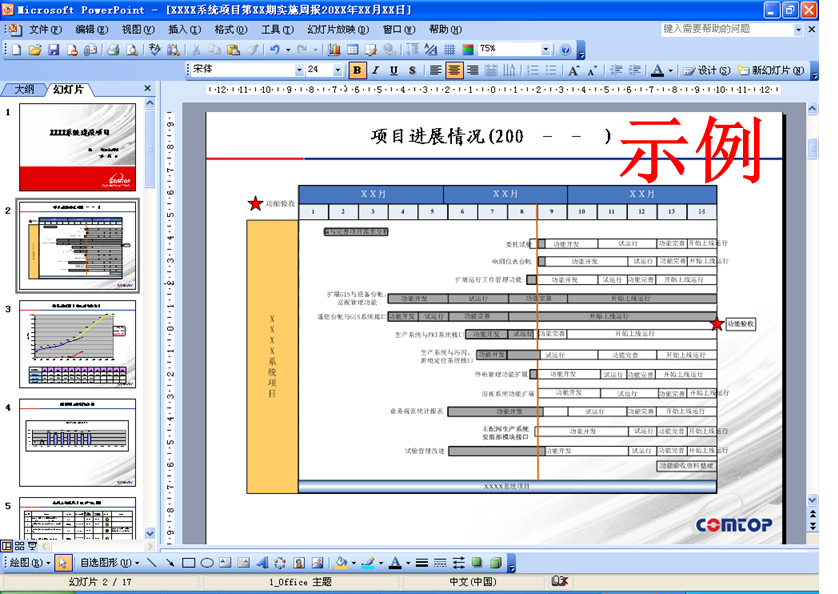 Microsoft PowerPoint - [XXXX系统项目第XX期实施周报20XX年XX月XX日]
文件(F) 编辑(E) 视图(V) 插入(I) 格式(O) 工具(T) 幻灯片放映(D) 窗口(W) 帮助(H) 键入需要帮助的问题
75%
宋体 24 B I U S 设计(S) 新幻灯片(N)
大纲 幻灯片
1
2
3
4
5
项目进展情况(200 - - )
示例
功能验收
XX月 XX月 XX月
1 2 3 4 5 6 7 8 9 10 11 12 13 14
委托试验 功能开发 试运行 功能完善 开始上线运行
电测仪表台帐 功能开发 试运行 功能完善 开始上线运行
扩展运行工作管理功能 功能开发 试运行 功能完善 开始上线运行
扩展GIS与设备台帐、
巡视管理功能 功能开发 试运行 功能完善 开始上线运行
通信台帐与GIS系统接口 功能开发 试运行 功能完善 开始上线运行
功能验收
生产系统与PKI系统接口 功能开发 试运行 功能完善 开始上线运行
生产系统与污闪、
雷电定位系统接口 功能开发 试运行 功能完善 开始上线运行
停电管理功能扩展 功能开发 试运行 功能完善 开始上线运行
巡视系统功能扩展 功能开发 试运行 功能完善 开始上线运行
业务规范统计报表 功能开发 试运行 功能完善 开始上线运行
主配网生产系统
安监部模块接口 功能开发 试运行 功能完善 开始上线运行
试验管理改进 功能开发 试运行 功能完善 开始上线运行
功能验收资料整理
XXXX系统项目
XXXX系统项目
COMTOP
绘图(R) 自选图形(U)
幻灯片 2 / 17 1_Office 主题 中文(中国)